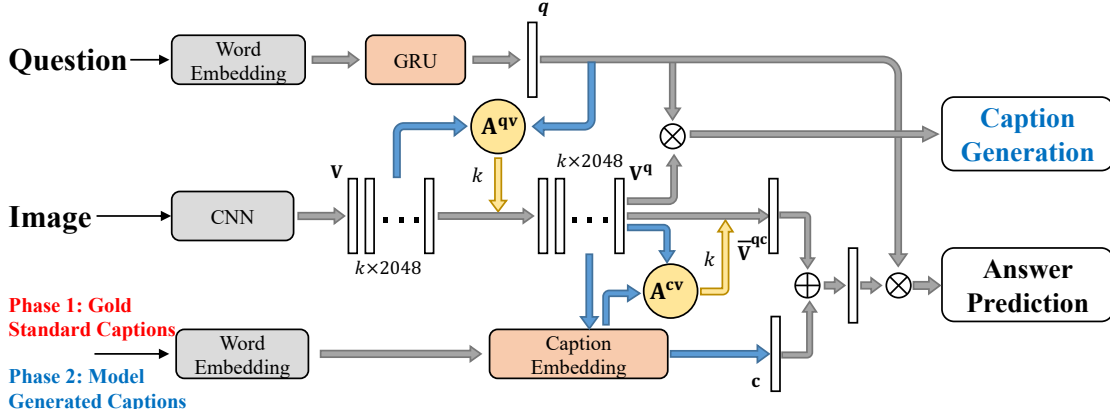 q
Question
Word
Embedding
GRU
A^qv
Caption
Generation
k×2048
V
k
V^q
Image
CNN
. . .
. . .
k
V̅^qc
k×2048
A^cv
Answer
Prediction
Phase 1: Gold
Standard Captions
Word
Embedding
Caption
Embedding
Phase 2: Model
Generated Captions
c